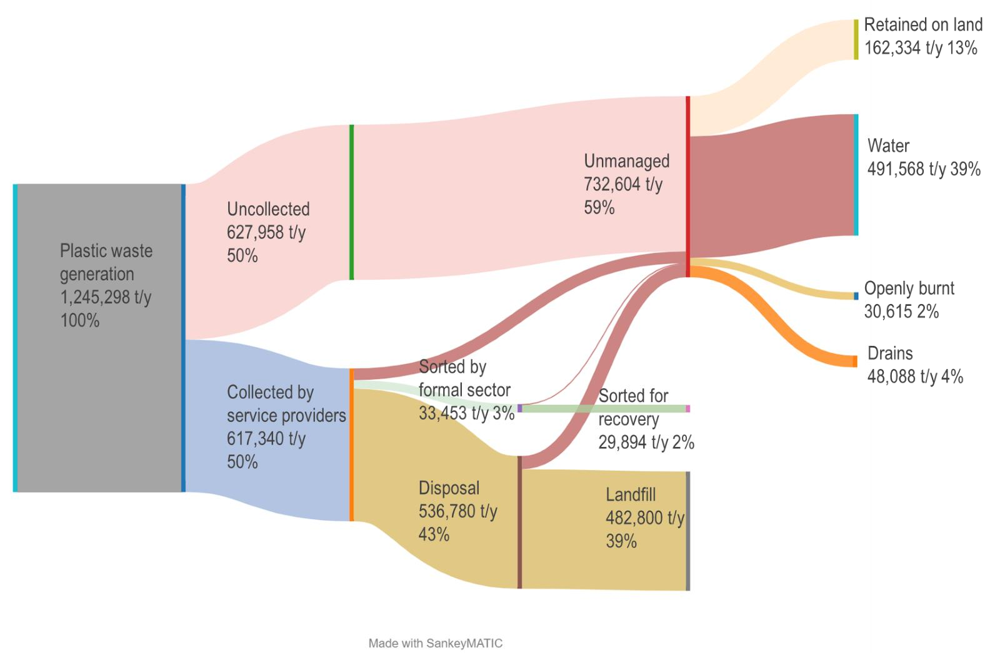 Plastic waste
generation
1,245,298 t/y
100%
Uncollected
627,958 t/y
50%
Collected by
service providers
617,340 t/y
50%
Sorted by
formal sector
33,453 t/y 3%
Disposal
536,780 t/y
43%
Unmanaged
732,604 t/y
59%
Sorted for
recovery
29,894 t/y 2%
Landfill
482,800 t/y
39%
Retained on land
162,334 t/y 13%
Water
491,568 t/y 39%
Openly burnt
30,615 2%
Drains
48,088 t/y 4%
Made with SankeyMATIC